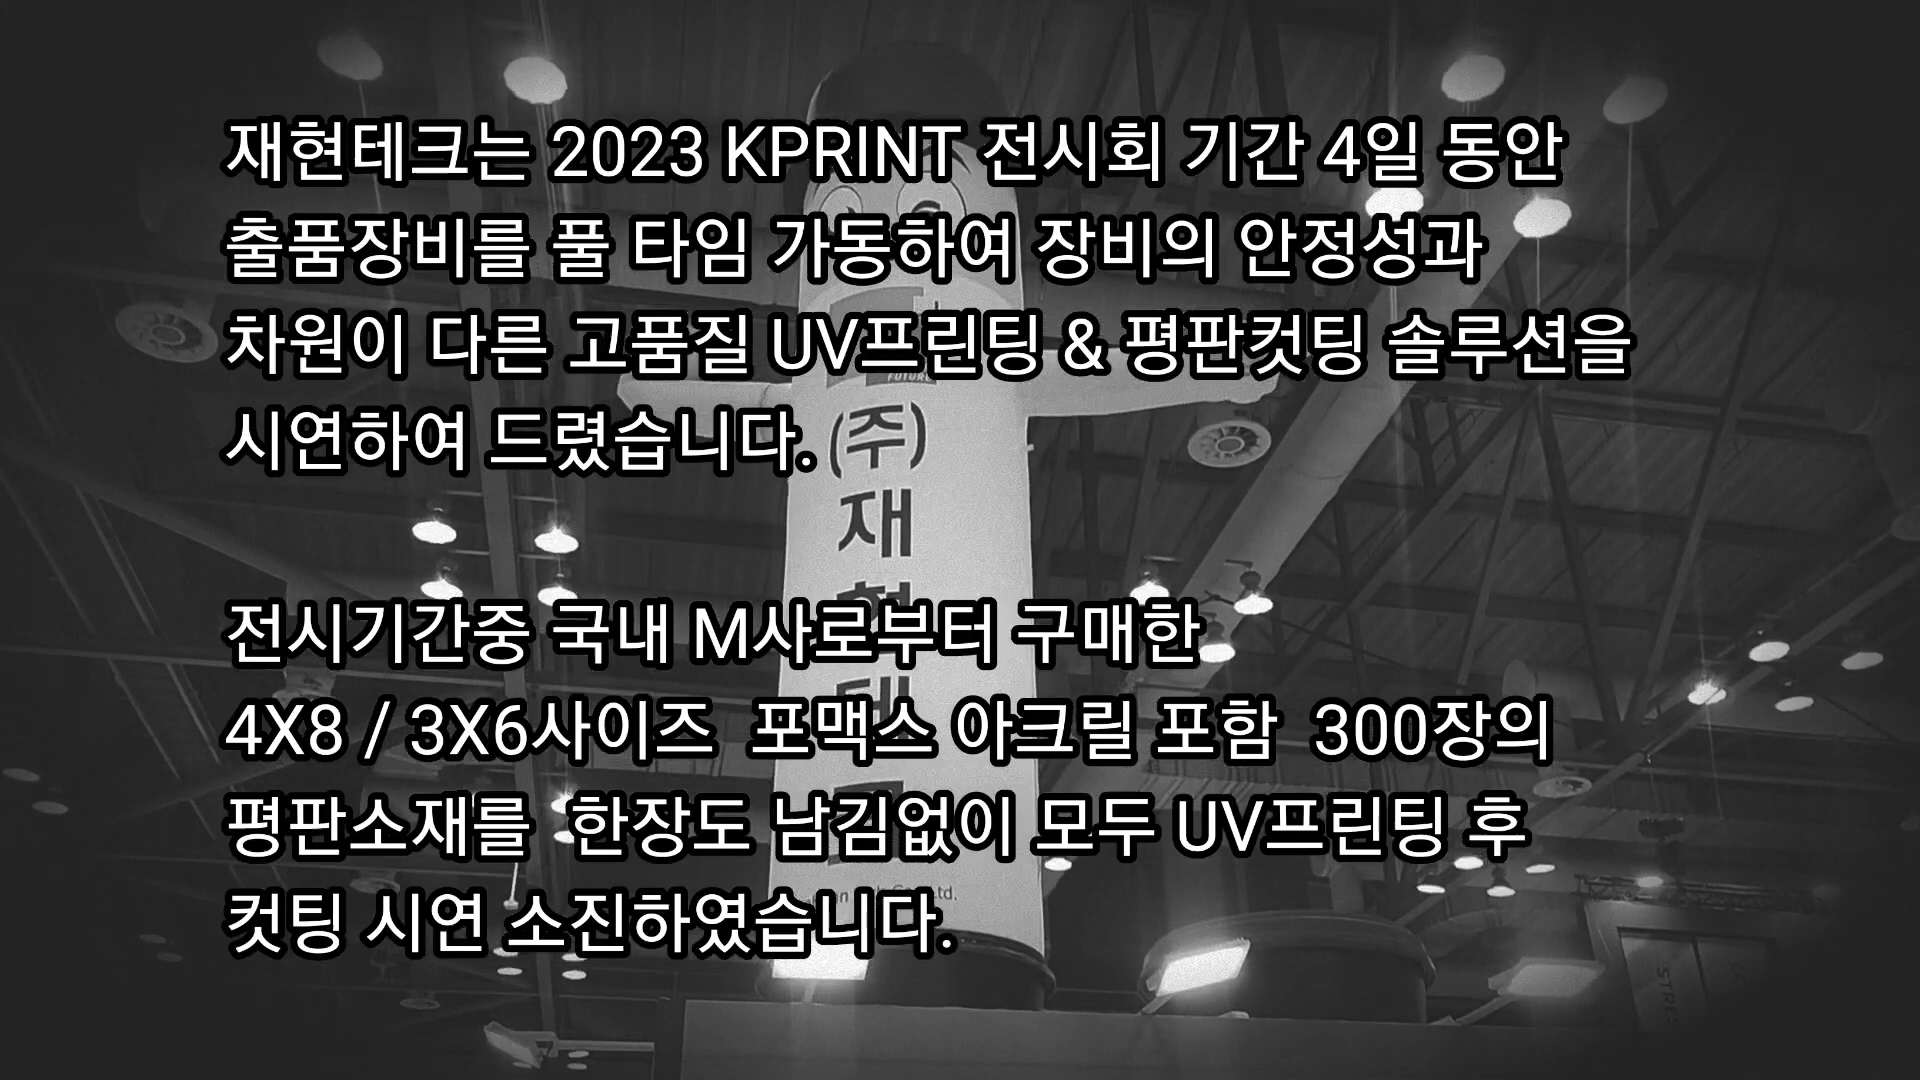 재현테크는 2023 KPRINT 전시회 기간 4일 동안
출품장비를 풀 타임 가동하여 장비의 안정성과
차원이 다른 고품질 UV프린팅 & 평판컷팅 솔루션을
시연하여 드렸습니다.
전시기간중 국내 M사로부터 구매한
4X8 / 3X6사이즈 포맥스 아크릴 포함 300장의
평판소재를 한장도 남김없이 모두 UV프린팅 후
컷팅 시연 소진하였습니다.
FUTURE
(주)
재
현
테
크